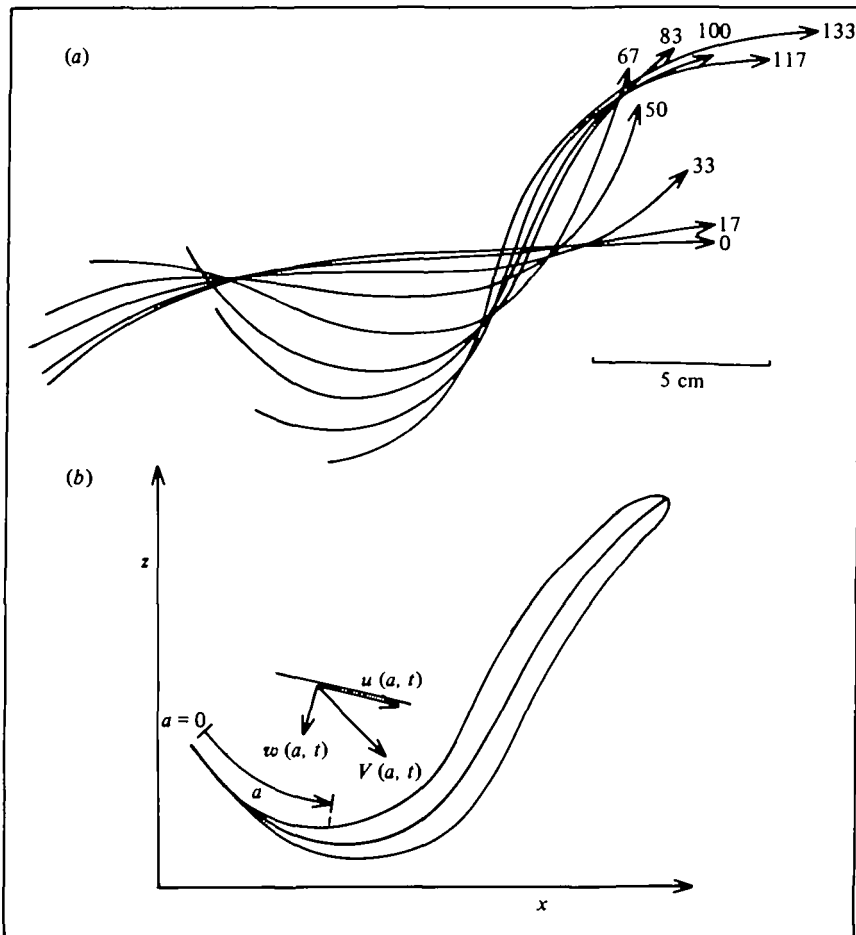 (a)
133
83
100
67
117
50
33
17
0
5 cm
(b)
z
u (a, t)
a = 0
w (a, t)
V (a, t)
a
x